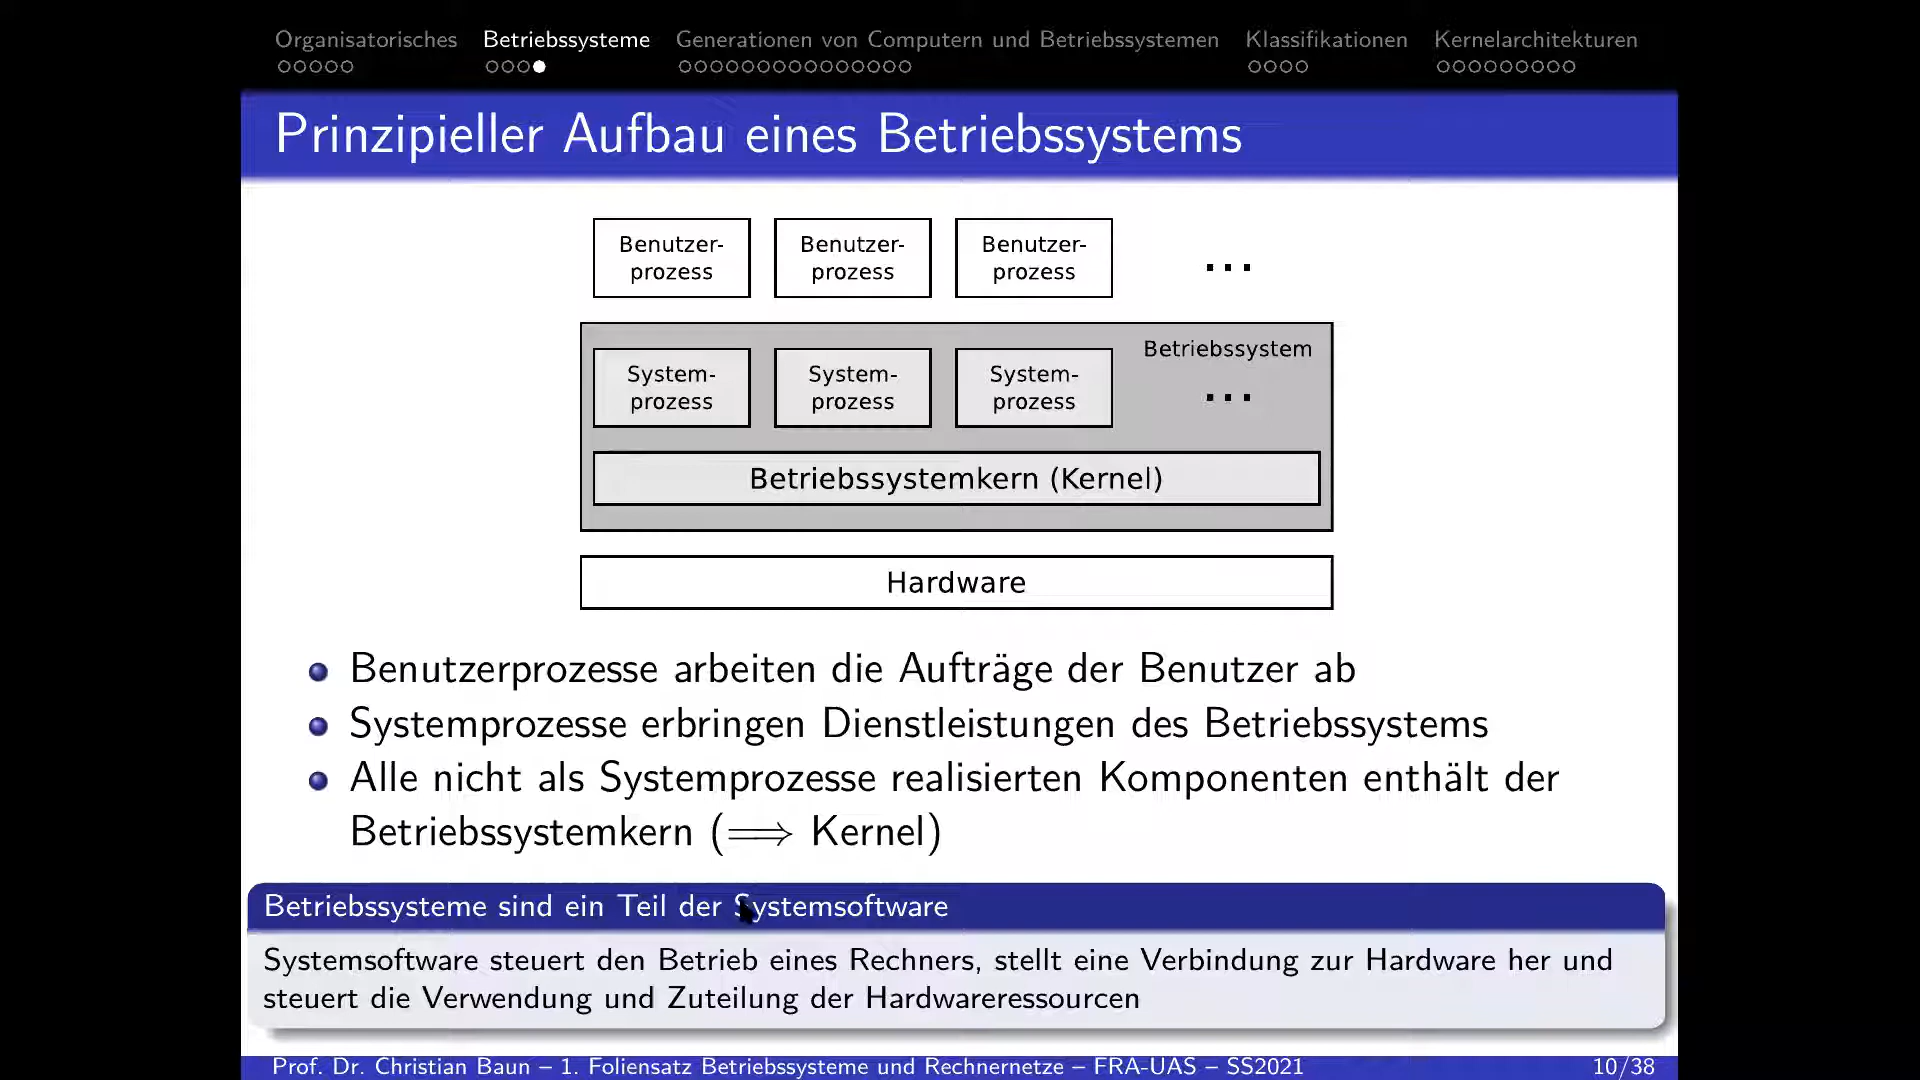 Organisatorisches Betriebssysteme Generationen von Computern und Betriebssystemen Klassifikationen Kernelarchitekturen
Prinzipieller Aufbau eines Betriebssystems
Benutzer- Benutzer- Benutzer-
prozess prozess prozess ...
Betriebssystem
System- System- System-
prozess prozess prozess ...
Betriebssystemkern (Kernel)
Hardware
Benutzerprozesse arbeiten die Aufträge der Benutzer ab
Systemprozesse erbringen Dienstleistungen des Betriebssystems
Alle nicht als Systemprozesse realisierten Komponenten enthält der
Betriebssystemkern (⟹ Kernel)
Betriebssysteme sind ein Teil der Systemsoftware
Systemsoftware steuert den Betrieb eines Rechners, stellt eine Verbindung zur Hardware her und
steuert die Verwendung und Zuteilung der Hardwareressourcen
Prof. Dr. Christian Baun – 1. Foliensatz Betriebssysteme und Rechnernetze – FRA-UAS – SS2021 10/38